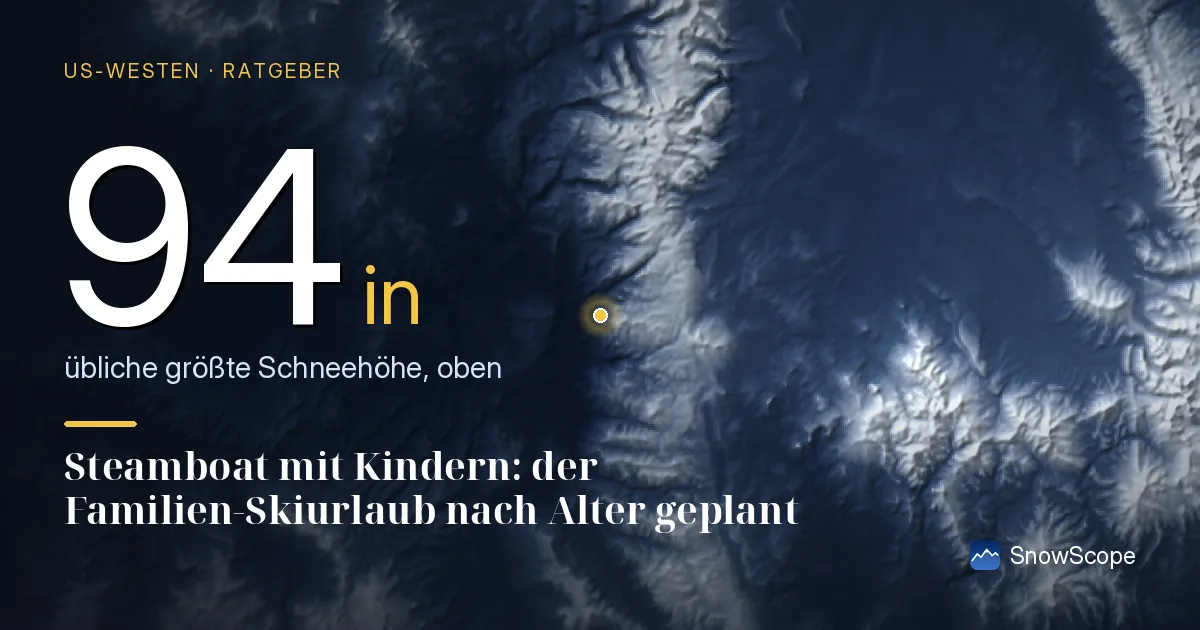 US-WESTEN · RATGEBER
94 in
übliche größte Schneehöhe, oben
Steamboat mit Kindern: der
Familien-Skiurlaub nach Alter geplant
SnowScope